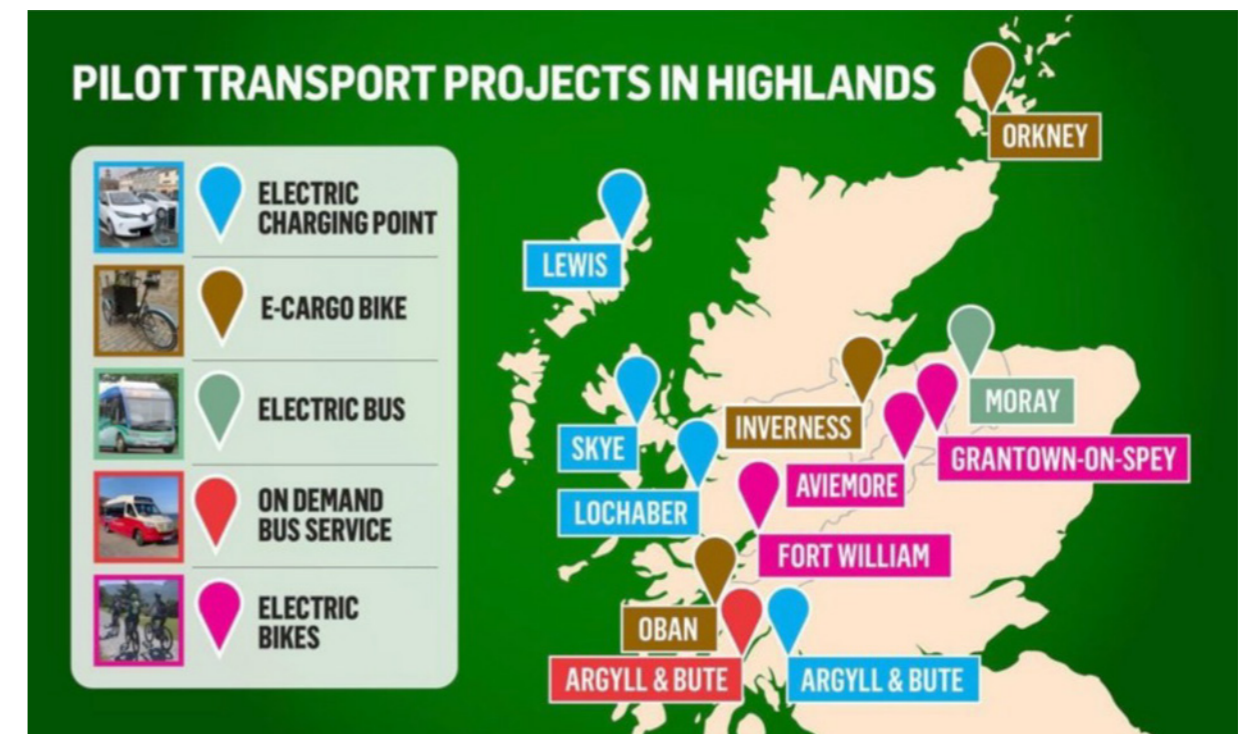 PILOT TRANSPORT PROJECTS IN HIGHLANDS
ELECTRIC
CHARGING POINT
E-CARGO BIKE
ELECTRIC BUS
ON DEMAND
BUS SERVICE
ELECTRIC
BIKES
ORKNEY
LEWIS
MORAY
INVERNESS
SKYE
GRANTOWN-ON-SPEY
AVIEMORE
LOCHABER
FORT WILLIAM
OBAN
ARGYLL & BUTE
ARGYLL & BUTE